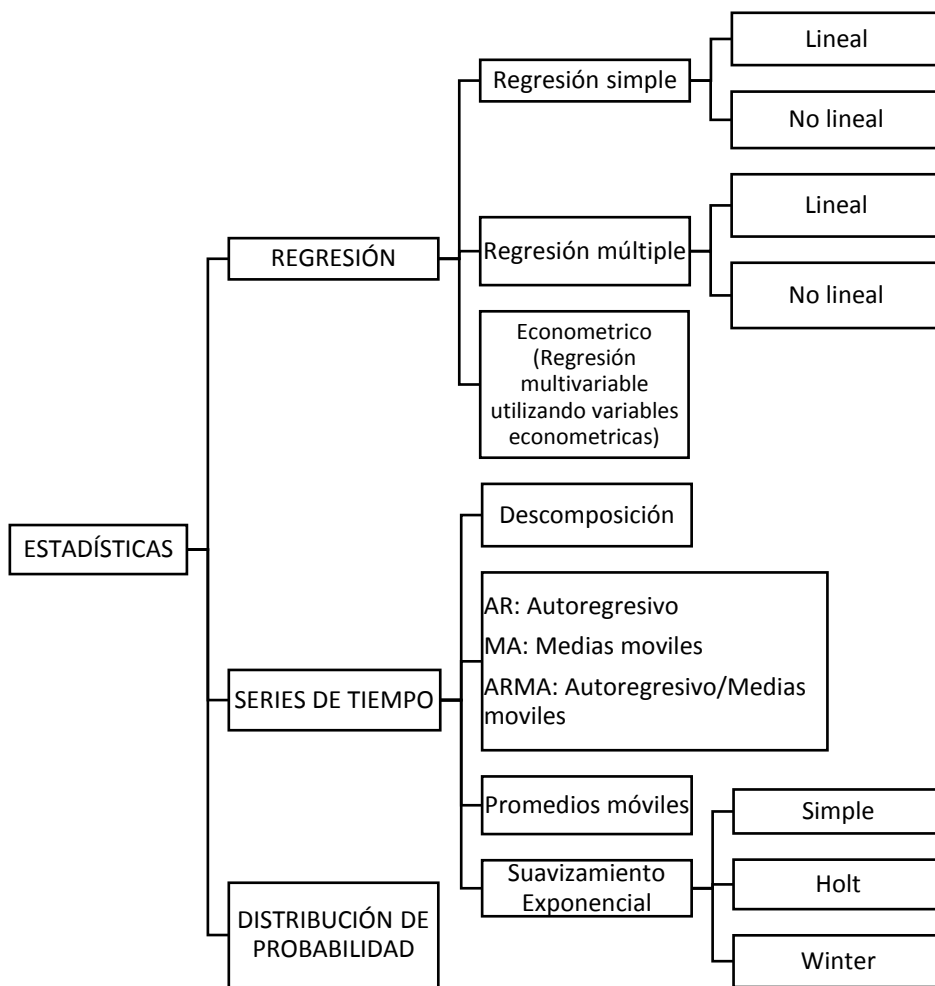 Lineal
Regresión simple
No lineal
Lineal
REGRESIÓN
Regresión múltiple
No lineal
Econometrico
(Regresión
multivariable
utilizando variables
econometricas)
Descomposición
ESTADÍSTICAS
AR: Autoregresivo
MA: Medias moviles
ARMA: Autoregresivo/Medias
moviles
SERIES DE TIEMPO
Promedios móviles
Simple
Suavizamiento
Exponencial
Holt
DISTRIBUCIÓN DE
PROBABILIDAD
Winter